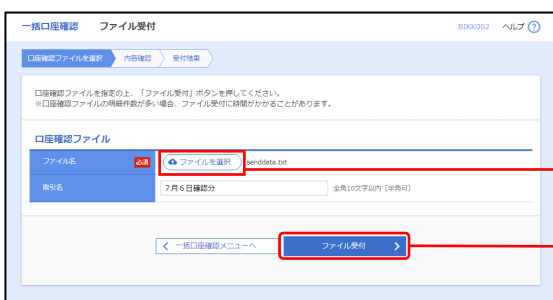 一括口座確認 ファイル受付 BIKK002 ヘルプ ?
口座確認ファイルを選択 内容確認 受付結果
口座確認ファイルを指定の上、「ファイル受付」ボタンを押してください。
※口座確認ファイルの明細件数が多い場合、ファイル受付に時間がかかることがあります。
口座確認ファイル
ファイル名 必須 ファイルを選択 senddata.txt
取引名 7月6日確認分 全角10文字以内 [半角可]
一括口座確認メニューへ ファイル受付